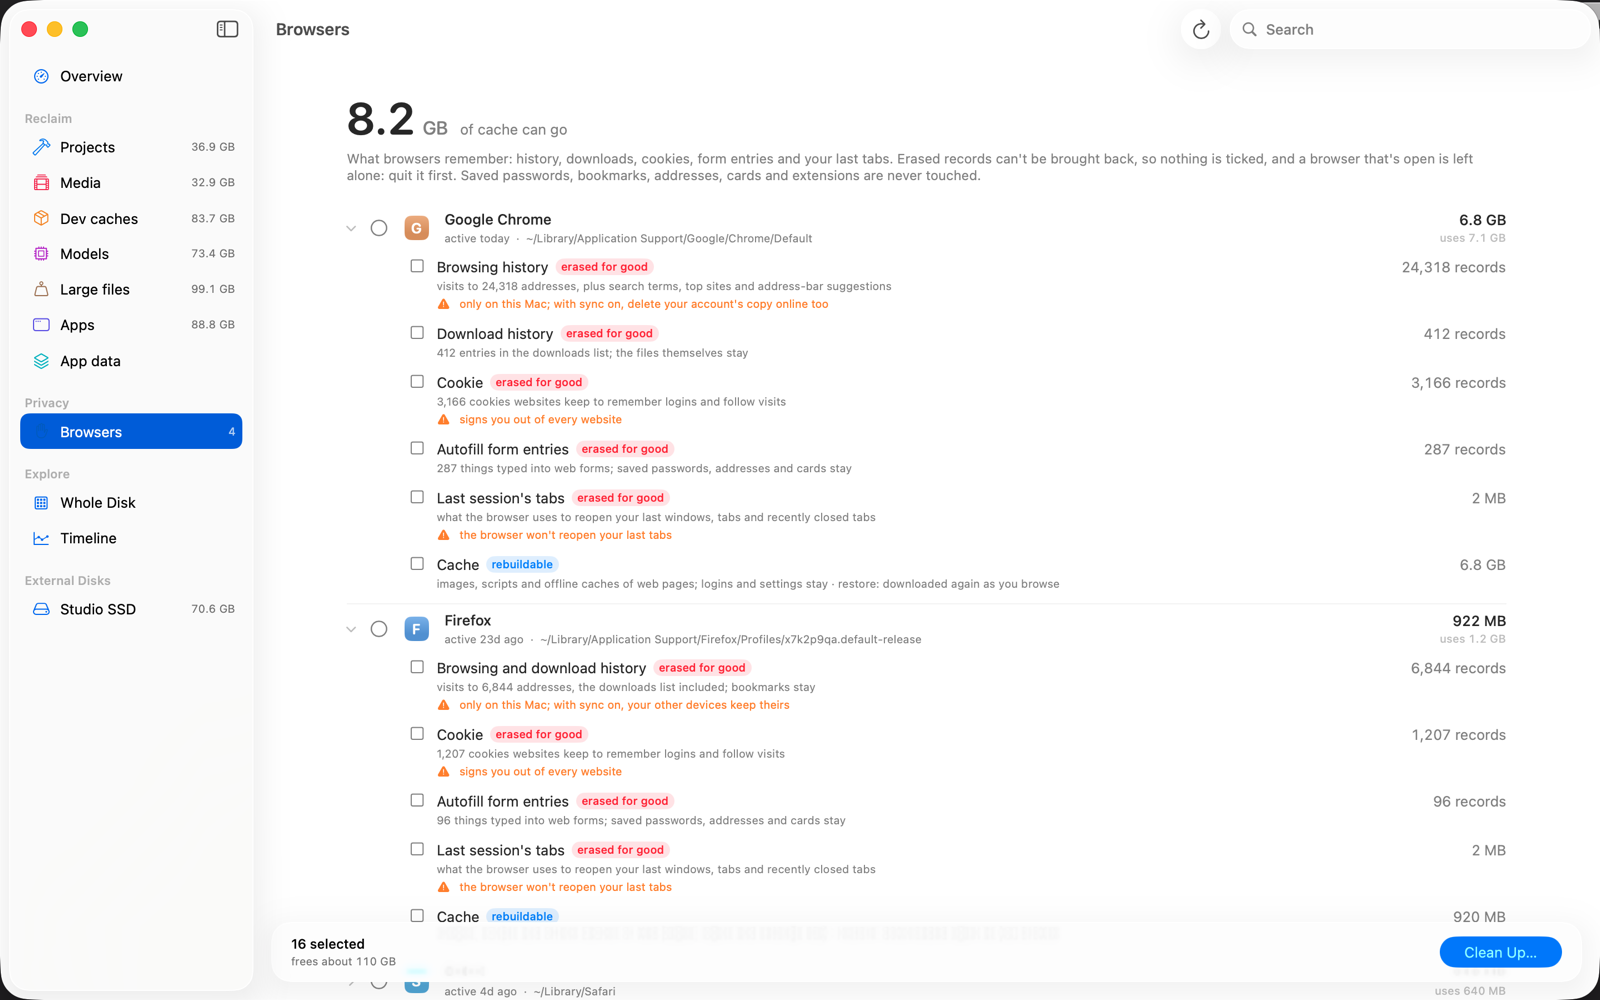 Browsers
Search
Overview
Reclaim
Projects 36.9 GB
Media 32.9 GB
Dev caches 83.7 GB
Models 73.4 GB
Large files 99.1 GB
Apps 88.8 GB
App data
Privacy
Browsers 4
Explore
Whole Disk
Timeline
External Disks
Studio SSD 70.6 GB
8.2 GB of cache can go
What browsers remember: history, downloads, cookies, form entries and your last tabs. Erased records can't be brought back, so nothing is ticked, and a browser that's open is left
alone: quit it first. Saved passwords, bookmarks, addresses, cards and extensions are never touched.
G Google Chrome 6.8 GB
active today · ~/Library/Application Support/Google/Chrome/Default uses 7.1 GB
Browsing history erased for good 24,318 records
visits to 24,318 addresses, plus search terms, top sites and address-bar suggestions
only on this Mac; with sync on, delete your account's copy online too
Download history erased for good 412 records
412 entries in the downloads list; the files themselves stay
Cookie erased for good 3,166 records
3,166 cookies websites keep to remember logins and follow visits
signs you out of every website
Autofill form entries erased for good 287 records
287 things typed into web forms; saved passwords, addresses and cards stay
Last session's tabs erased for good 2 MB
what the browser uses to reopen your last windows, tabs and recently closed tabs
the browser won't reopen your last tabs
Cache rebuildable 6.8 GB
images, scripts and offline caches of web pages; logins and settings stay · restore: downloaded again as you browse
F Firefox 922 MB
active 23d ago · ~/Library/Application Support/Firefox/Profiles/x7k2p9qa.default-release uses 1.2 GB
Browsing and download history erased for good 6,844 records
visits to 6,844 addresses, the downloads list included; bookmarks stay
only on this Mac; with sync on, your other devices keep theirs
Cookie erased for good 1,207 records
1,207 cookies websites keep to remember logins and follow visits
signs you out of every website
Autofill form entries erased for good 96 records
96 things typed into web forms; saved passwords, addresses and cards stay
Last session's tabs erased for good 2 MB
what the browser uses to reopen your last windows, tabs and recently closed tabs
the browser won't reopen your last tabs
Cache rebuildable 920 MB
16 selected
frees about 110 GB
Clean Up...
active 4d ago · ~/Library/Safari uses 640 MB